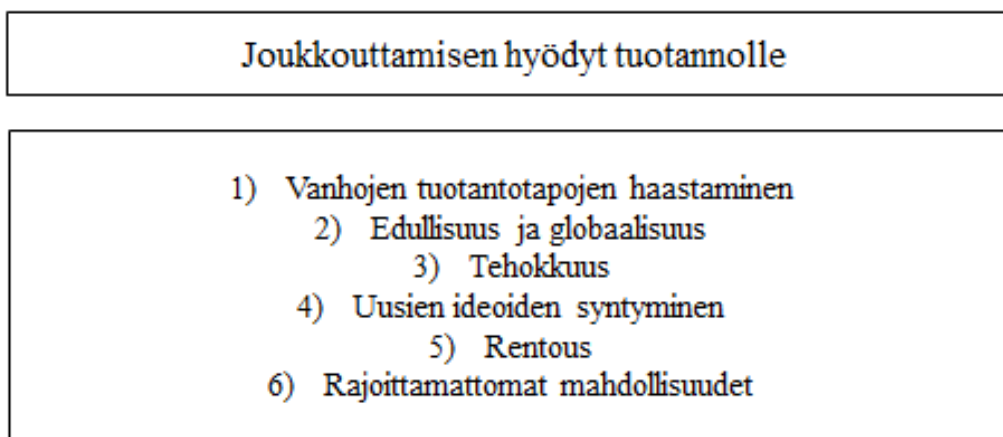 Joukkouttamisen hyödyt tuotannolle
1) Vanhojen tuotantotapojen haastaminen
2) Edullisuus ja globaalisuus
3) Tehokkuus
4) Uusien ideoiden syntyminen
5) Rentous
6) Rajoittamattomat mahdollisuudet